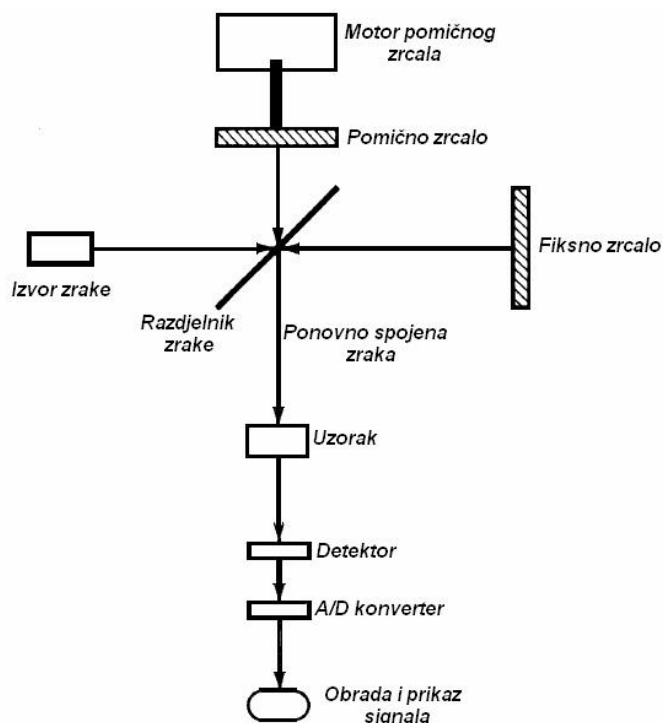 Motor pomičnog
zrcala
Pomično zrcalo
Fiksno zrcalo
Izvor zrake
Razdjelnik
zrake
Ponovno spojena
zraka
Uzorak
Detektor
A/D konverter
Obrada i prikaz
signala